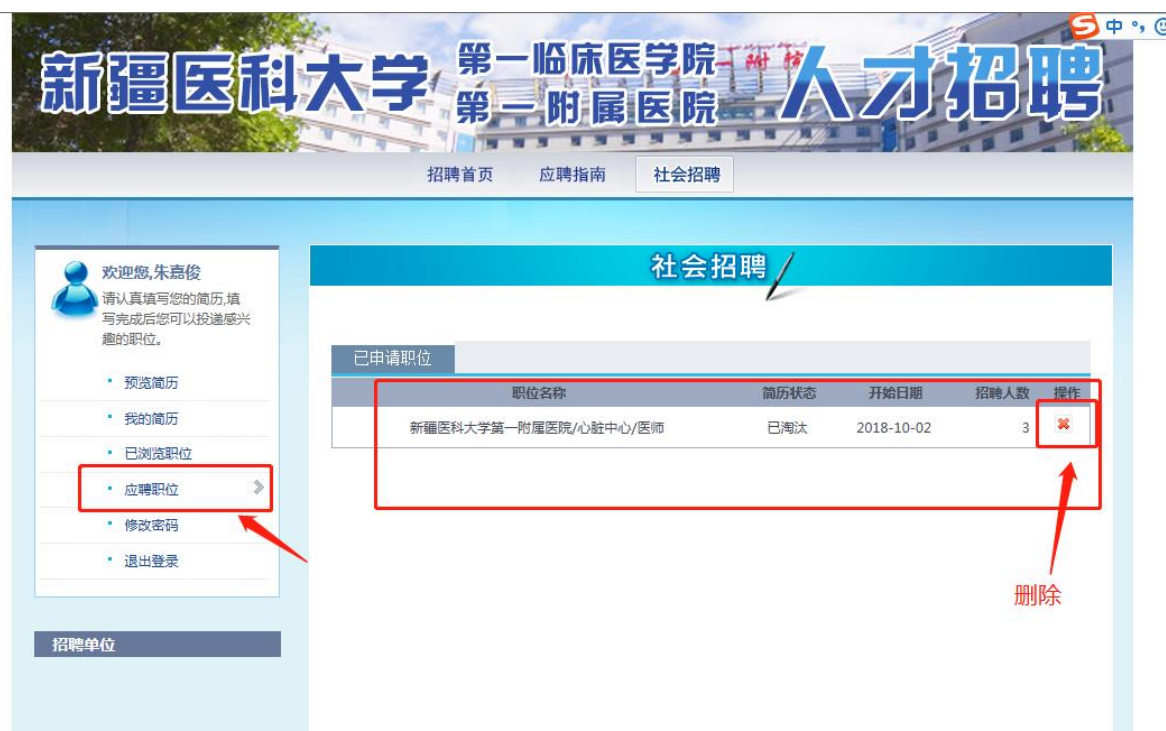 中
新疆医科大学
第一临床医学院
第一附属医院
人才招聘
招聘首页 应聘指南 社会招聘
欢迎您,朱嘉俊
请认真填写您的简历,填
写完成后您可以投递感兴
趣的职位。
预览简历
我的简历
已浏览职位
应聘职位
修改密码
退出登录
招聘单位
社会招聘
已申请职位
职位名称 简历状态 开始日期 招聘人数 操作
新疆医科大学第一附属医院/心脏中心/医师 已淘汰 2018-10-02 3
删除